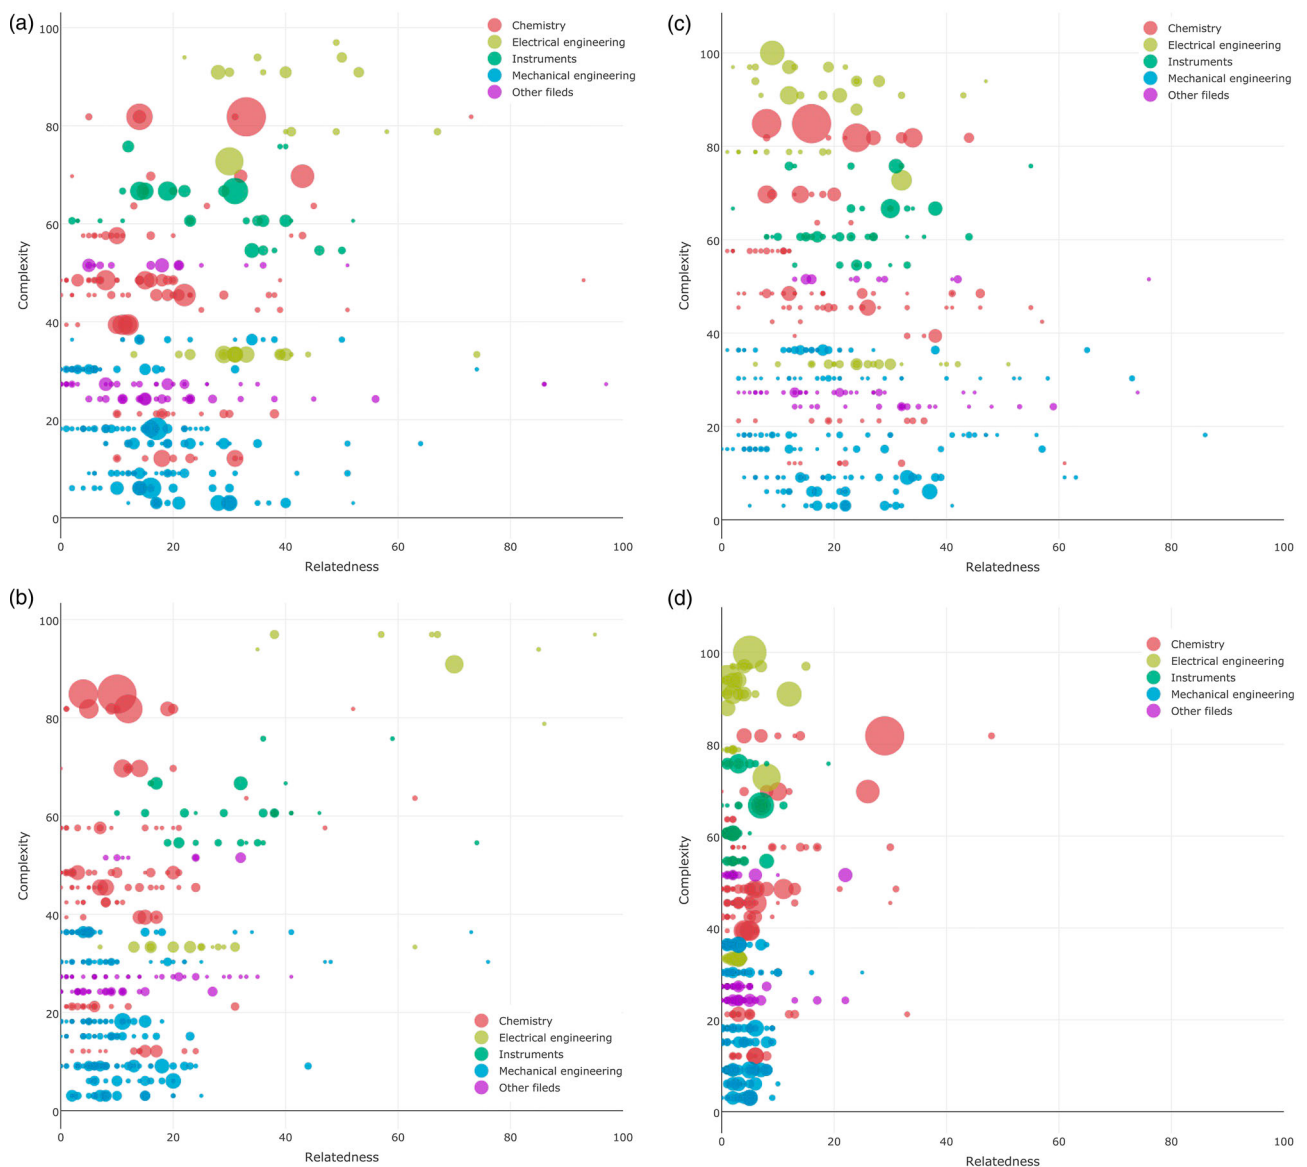 (a)
Chemistry
Electrical engineering
Instruments
Mechanical engineering
Other fileds
100
80
60
40
20
0
Complexity
0 20 40 60 80 100
Relatedness
(c)
Chemistry
Electrical engineering
Instruments
Mechanical engineering
Other fileds
100
80
60
40
20
0
Complexity
0 20 40 60 80 100
Relatedness
(b)
100
80
60
40
20
0
Complexity
Chemistry
Electrical engineering
Instruments
Mechanical engineering
Other fileds
0 20 40 60 80 100
Relatedness
(d)
Chemistry
Electrical engineering
Instruments
Mechanical engineering
Other fileds
100
80
60
40
20
0
Complexity
0 20 40 60 80 100
Relatedness